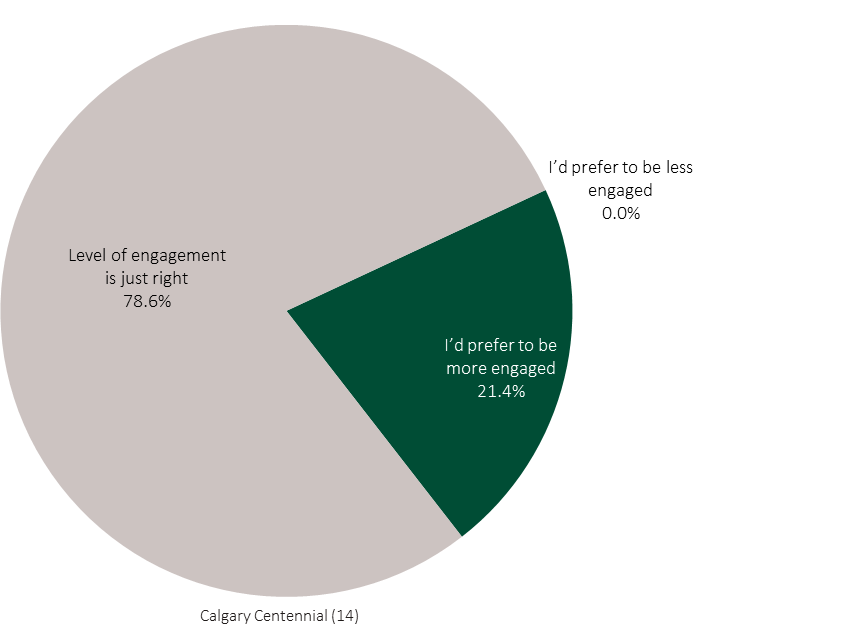 I’d prefer to be less
engaged
0.0%
Level of engagement
is just right
78.6%
I’d prefer to be
more engaged
21.4%
Calgary Centennial (14)